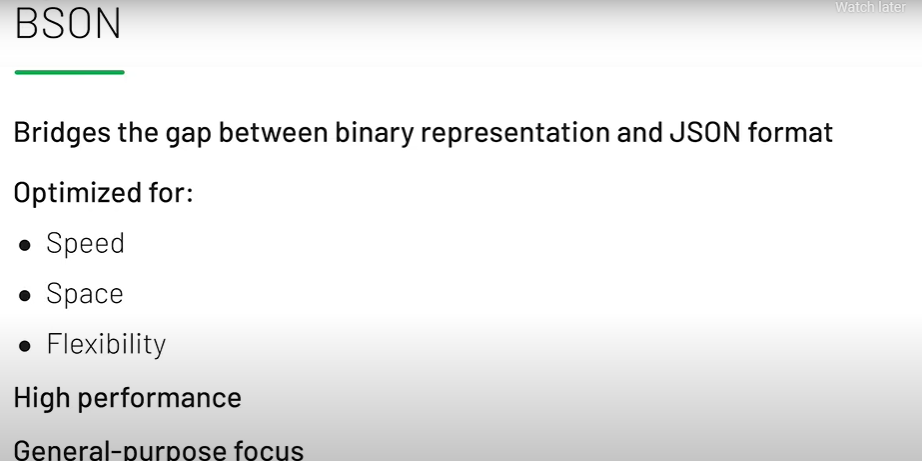 BSON
Watch later
Bridges the gap between binary representation and JSON format
Optimized for:
• Speed
• Space
• Flexibility
High performance
General-purpose focus